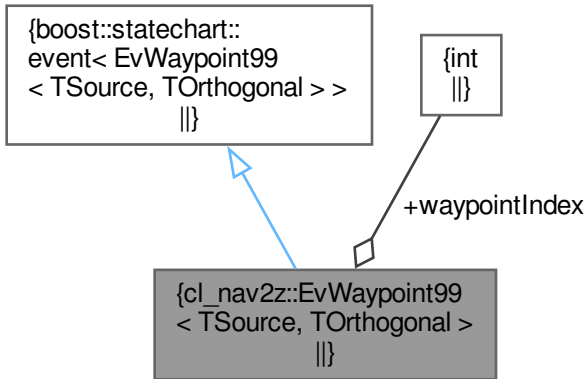 {boost::statechart::
event< EvWaypoint99
< TSource, TOrthogonal > >
||}
{int
||}
+waypointIndex
{cl_nav2z::EvWaypoint99
< TSource, TOrthogonal >
||}